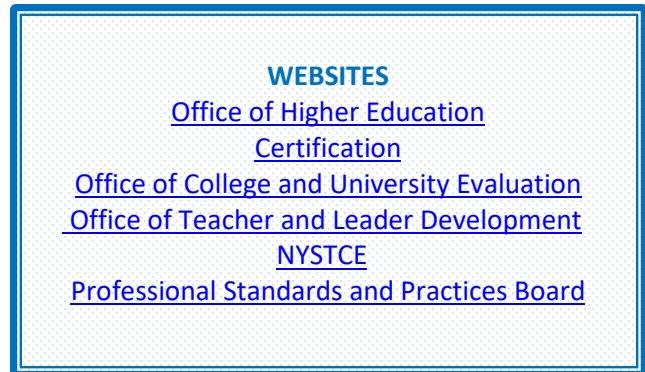 WEBSITES
Office of Higher Education
Certification
Office of College and University Evaluation
Office of Teacher and Leader Development
NYSTCE
Professional Standards and Practices Board